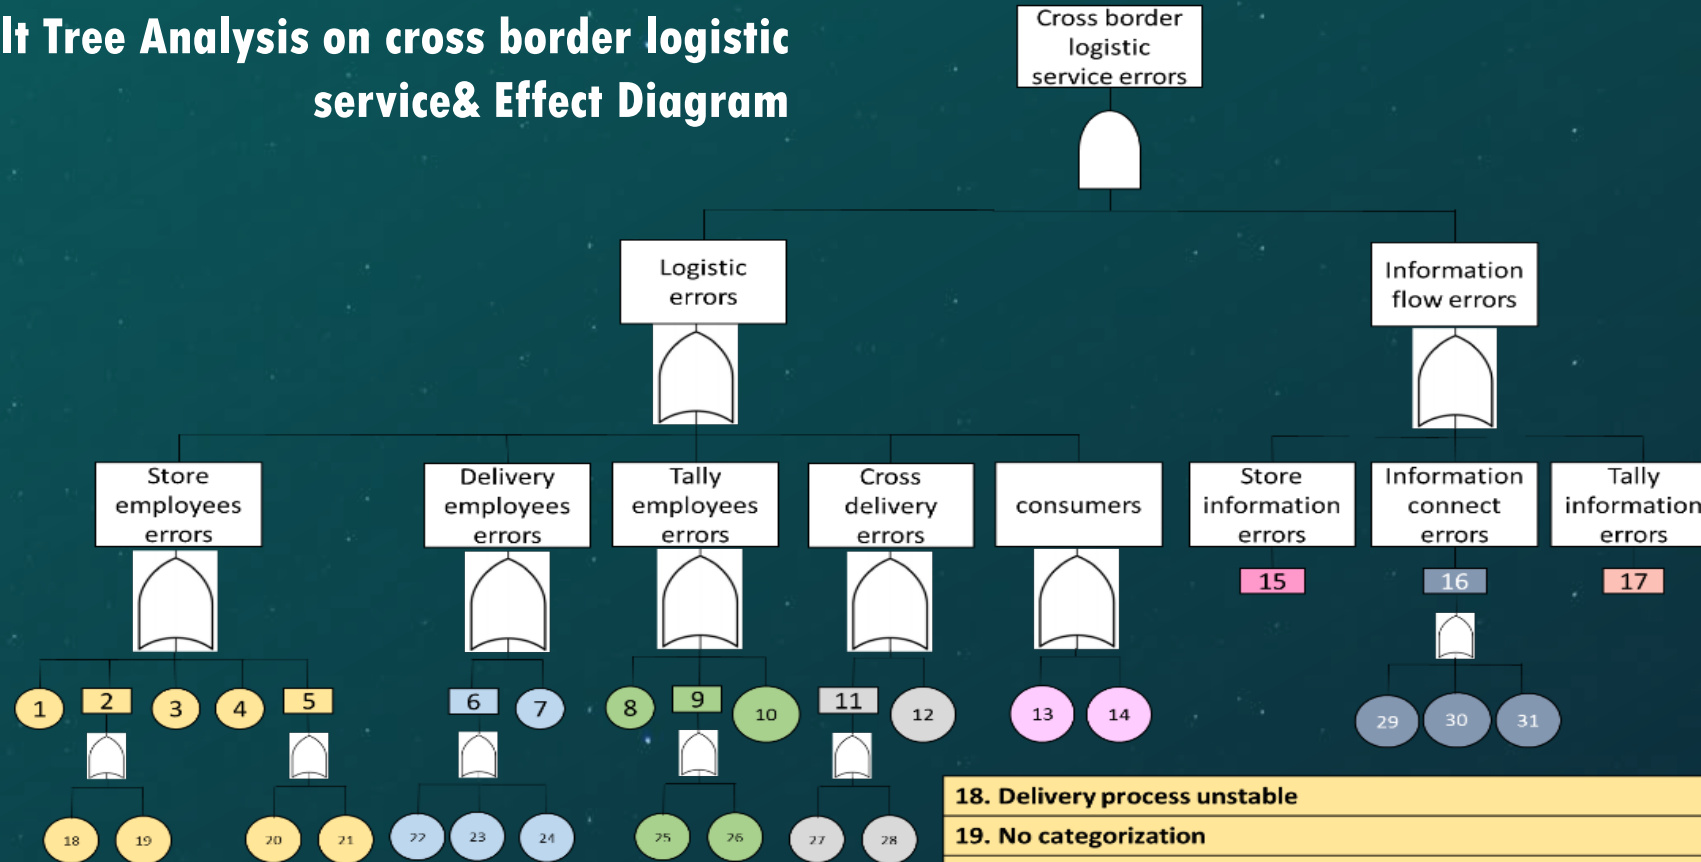 lt Tree Analysis on cross border logistic
service& Effect Diagram
Cross border
logistic
service errors
Logistic
errors
Information
flow errors
Store
employees
errors
Delivery
employees
errors
Tally
employees
errors
Cross
delivery
errors
consumers
Store
information
errors
Information
connect
errors
Tally
information
errors
15
16
17
1
2
3
4
5
6
7
8
9
10
11
12
13
14
29
30
31
18
19
20
21
22
23
24
25
26
27
28
18. Delivery process unstable
19. No categorization